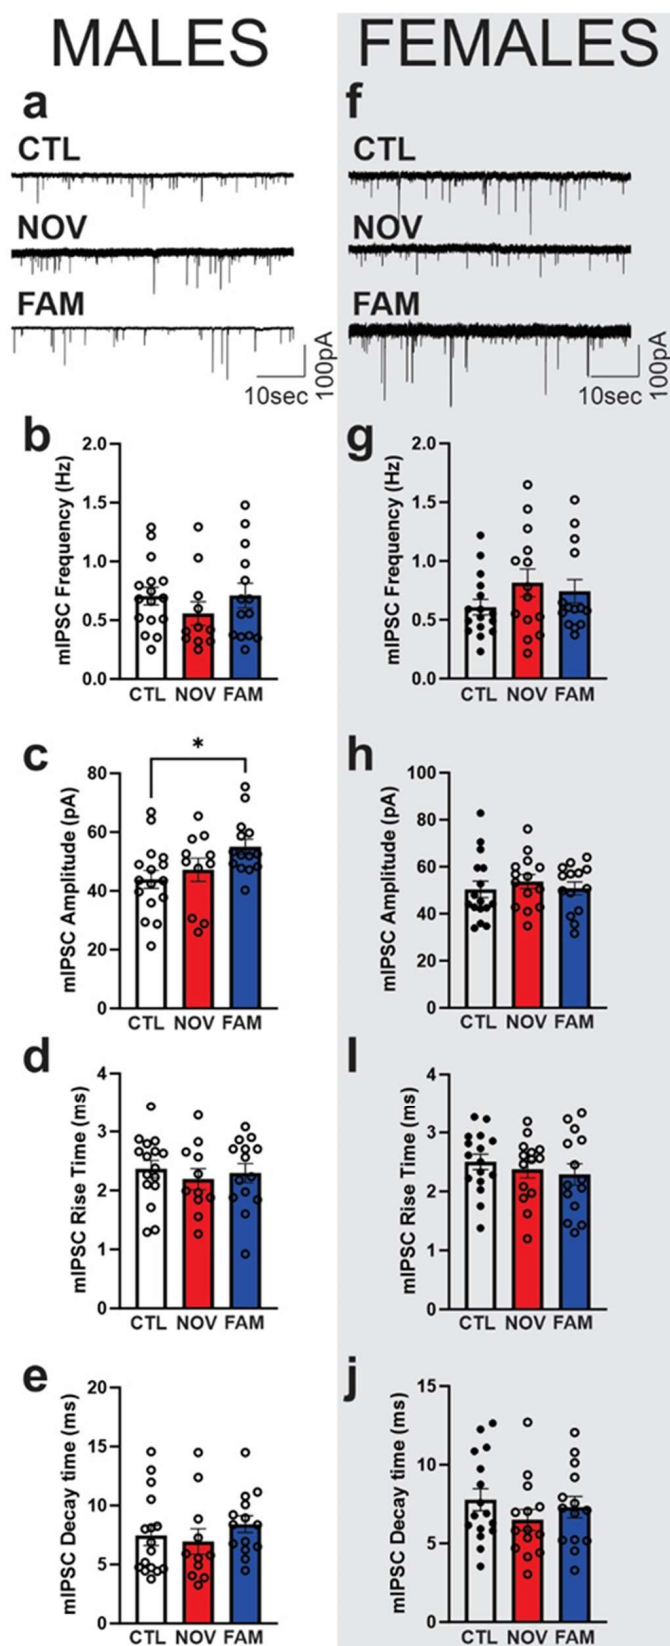 MALES FEMALES
a f
CTL CTL
NOV NOV
FAM FAM
10sec 100pA 10sec 100pA
b g
mIPSC Frequency (Hz) mIPSC Frequency (Hz)
2.0 2.0
1.5 1.5
1.0 1.0
0.5 0.5
0.0 0.0
CTL NOV FAM CTL NOV FAM
c h
mIPSC Amplitude (pA) mIPSC Amplitude (pA)
*
80 100
60 80
40 60
20 40
0 20
0
CTL NOV FAM CTL NOV FAM
d I
mIPSC Rise Time (ms) mIPSC Rise Time (ms)
4 4
3 3
2 2
1 1
0 0
CTL NOV FAM CTL NOV FAM
e j
mIPSC Decay time (ms) mIPSC Decay time (ms)
20 15
15 10
10 5
5 0
0
CTL NOV FAM CTL NOV FAM